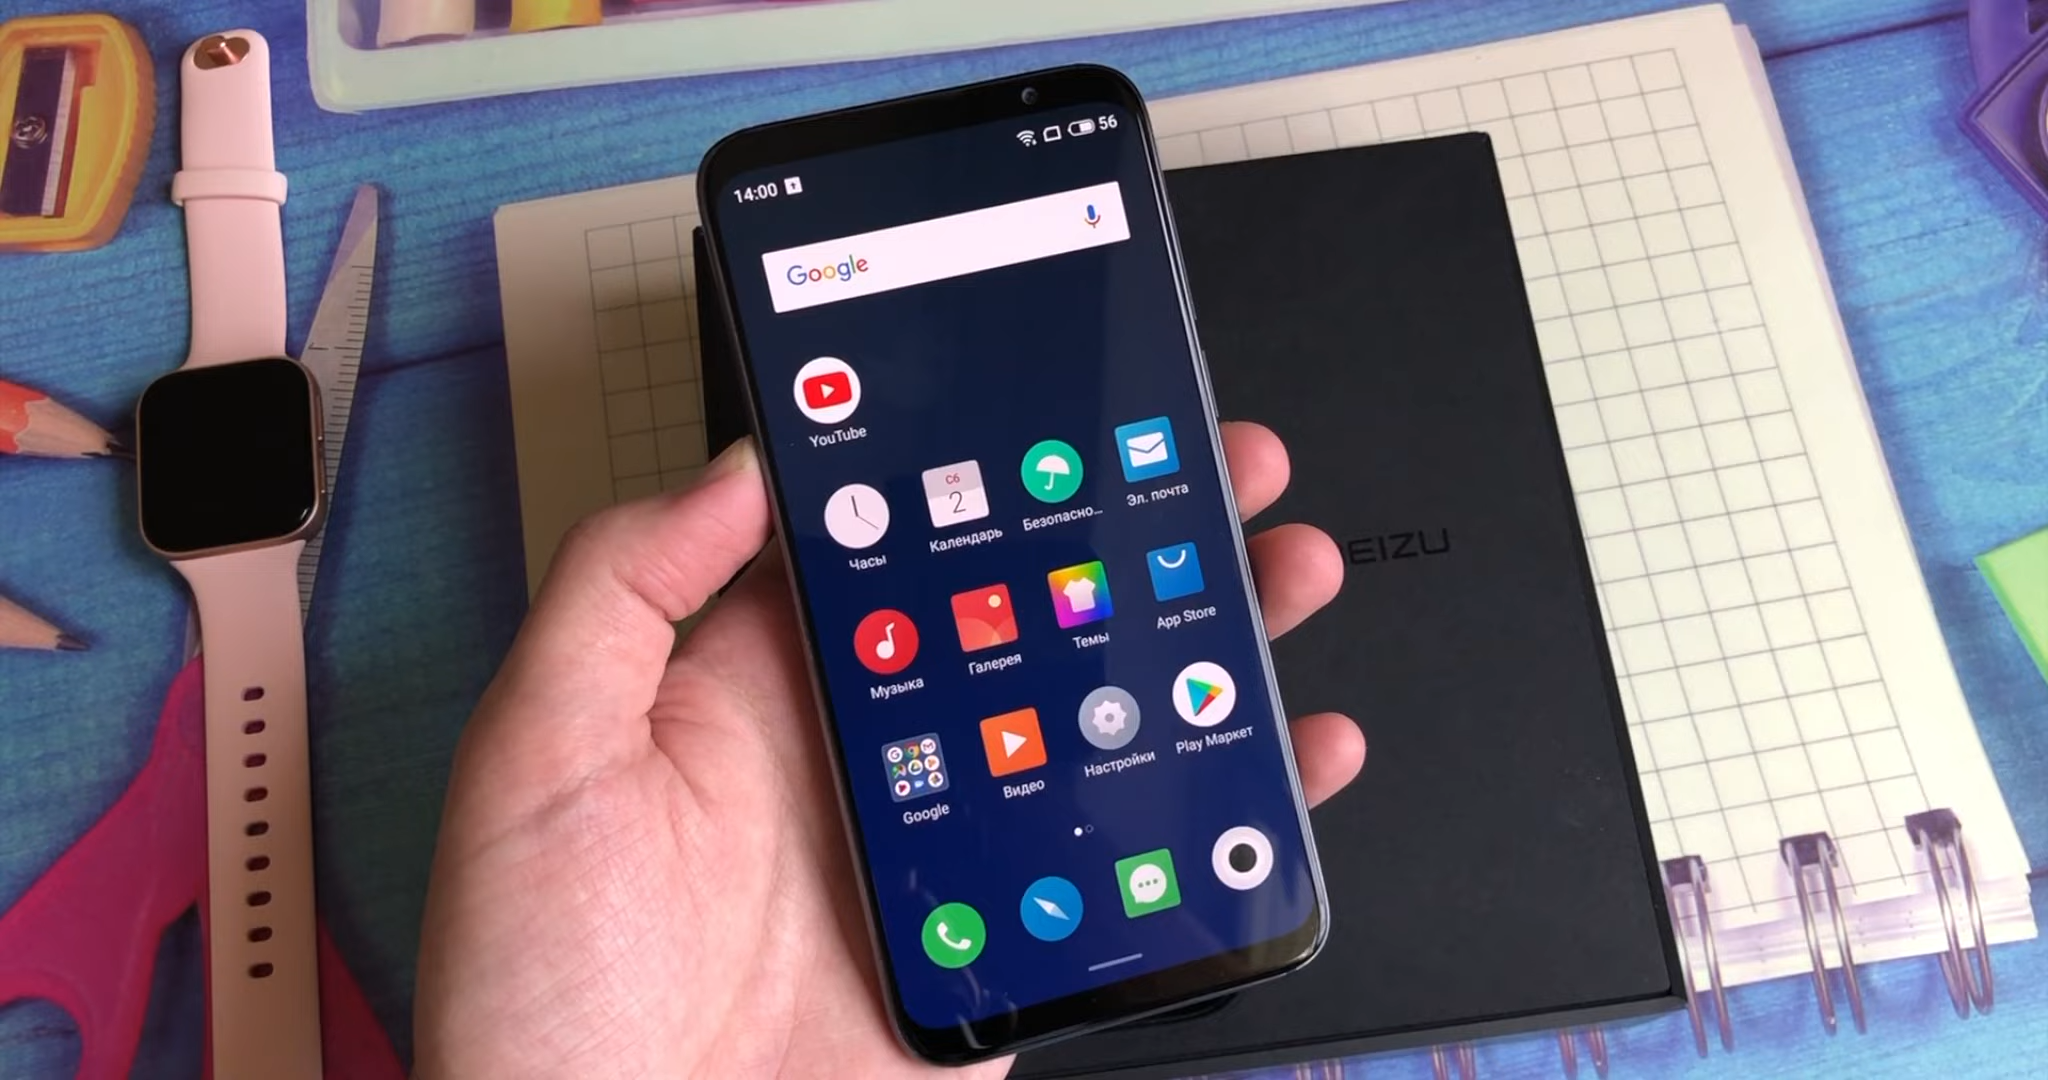 14:00
56
Google
YouTube
Часы
Сб
2
Календарь
Безопасно...
Эл. почта
Музыка
Галерея
Темы
App Store
Google
Видео
Настройки
Play Маркет
EIZU